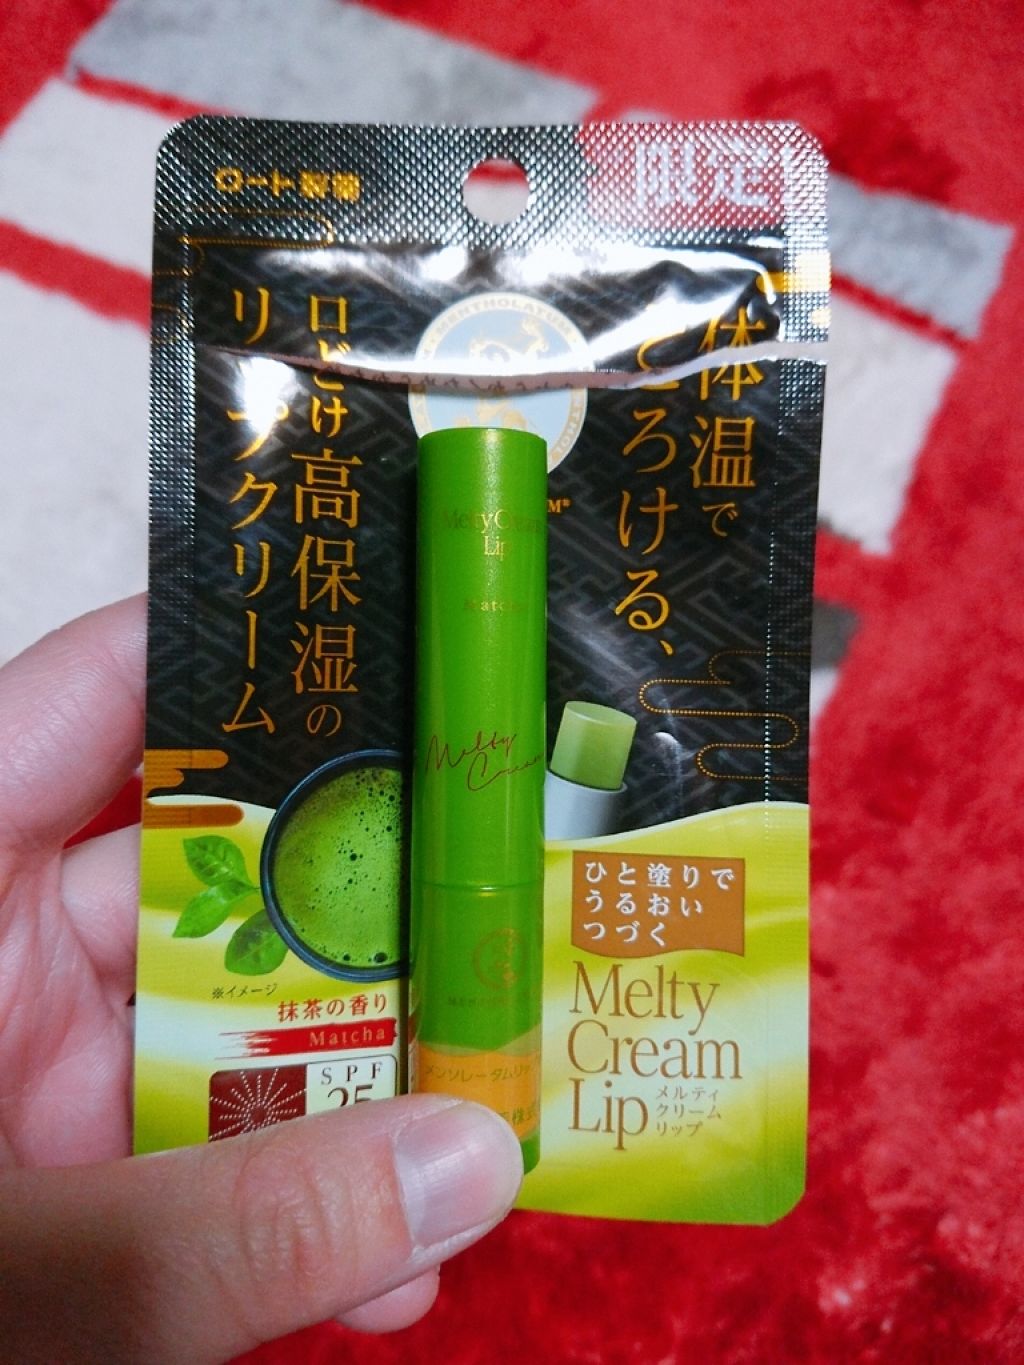 ロート製薬
限定
MENTHOLATUM
体温で
とろける、
口どけ高保湿の
リップクリーム
Melty Cream
Lip
Matcha
Melty
Cream
ひと塗りで
うるおい
つづく
※イメージ
抹茶の香り
Matcha
SPF
25
Melty
Cream
Lip
メルティ
クリーム
リップ
メンソレータム